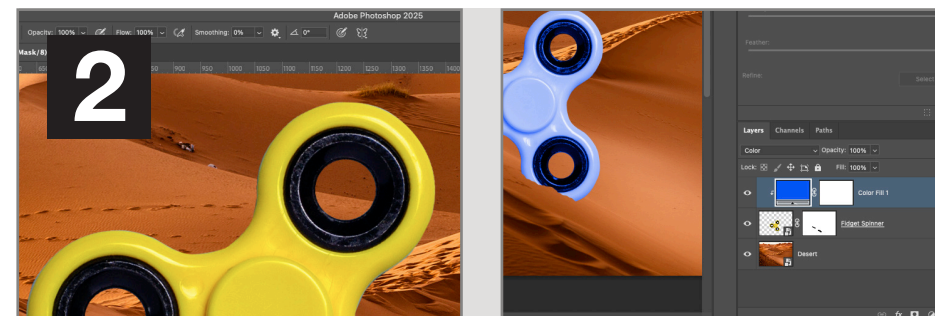 Adobe Photoshop 2025
Opacity: 100% Flow: 100% Smoothing: 0% 0°
Mask/8)
900 950 1000 1050 1100 1150 1200 1250 1300 1350 1400
2
Feather:
Refine:
Select
Layers Channels Paths
Color Opacity: 100%
Lock: Fill: 100%
Color Fill 1
Fidget Spinner
Desert
fx